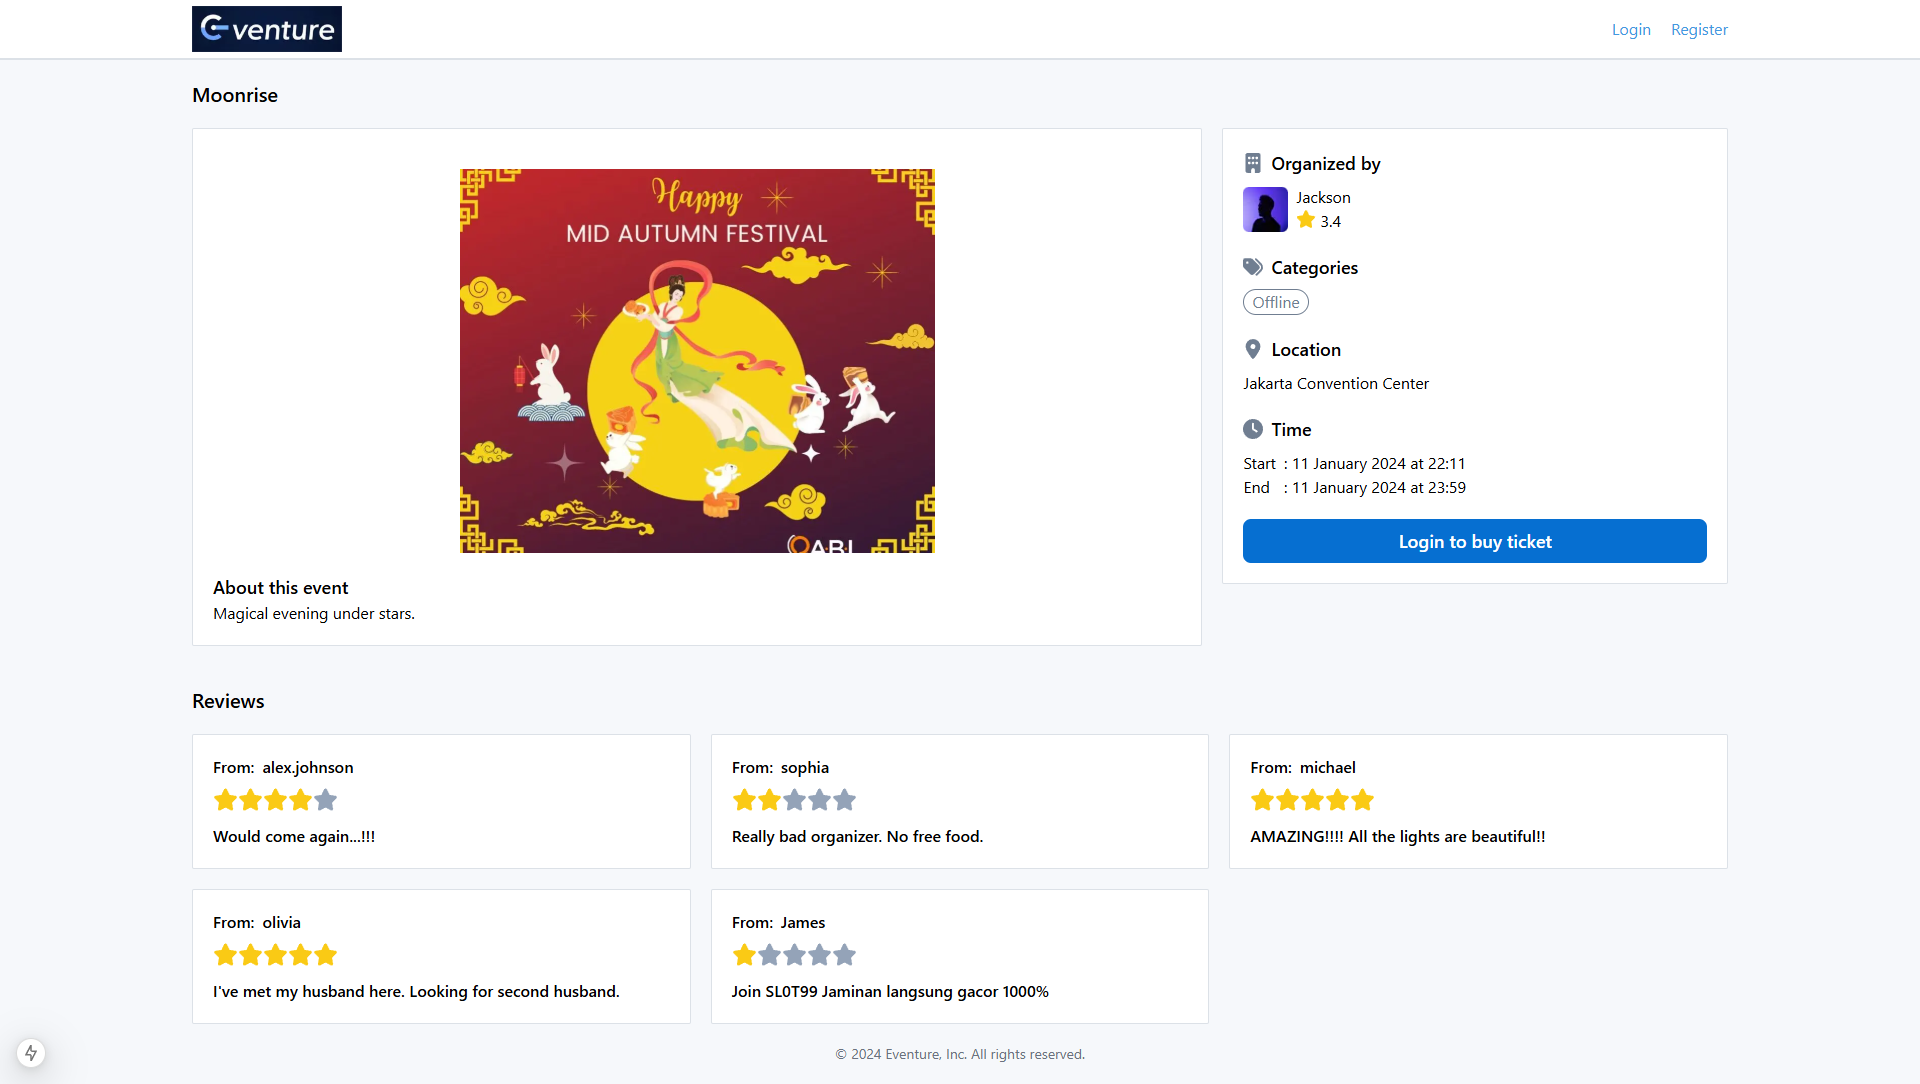 eventure
Login
Register
Moonrise
Happy
MID AUTUMN FESTIVAL
About this event
Magical evening under stars.
Organized by
Jackson
3.4
Categories
Offline
Location
Jakarta Convention Center
Time
Start : 11 January 2024 at 22:11
End : 11 January 2024 at 23:59
Login to buy ticket
Reviews
From: alex.johnson
Would come again...!!!
From: sophia
Really bad organizer. No free food.
From: michael
AMAZING!!!! All the lights are beautiful!!
From: olivia
I've met my husband here. Looking for second husband.
From: James
Join SL0T99 Jaminan langsung gacor 1000%
© 2024 Eventure, Inc. All rights reserved.